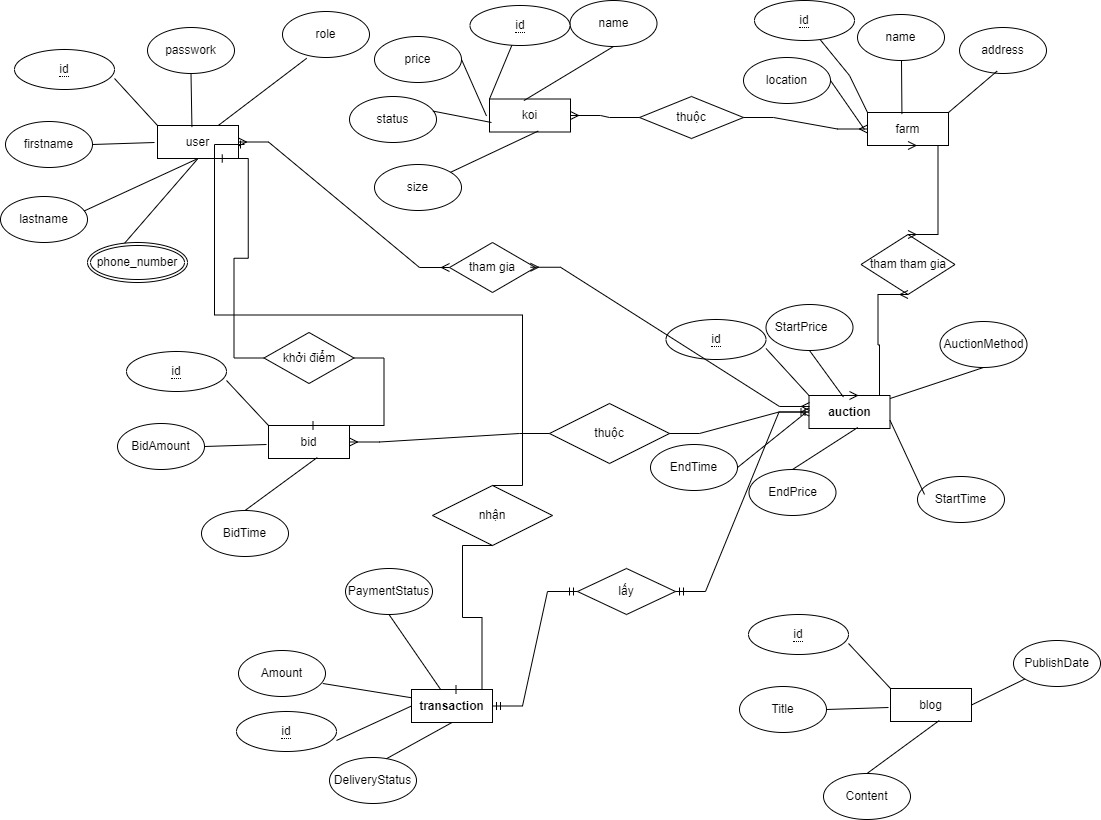 id
passwork
role
firstname
user
lastname
phone_number
id
name
price
status
koi
size
thuộc
id
name
address
location
farm
tham gia
tham tham gia
khởi điểm
id
BidAmount
bid
BidTime
thuộc
id
StartPrice
AuctionMethod
auction
EndTime
EndPrice
StartTime
nhận
lấy
PaymentStatus
Amount
id
transaction
DeliveryStatus
id
PublishDate
Title
blog
Content